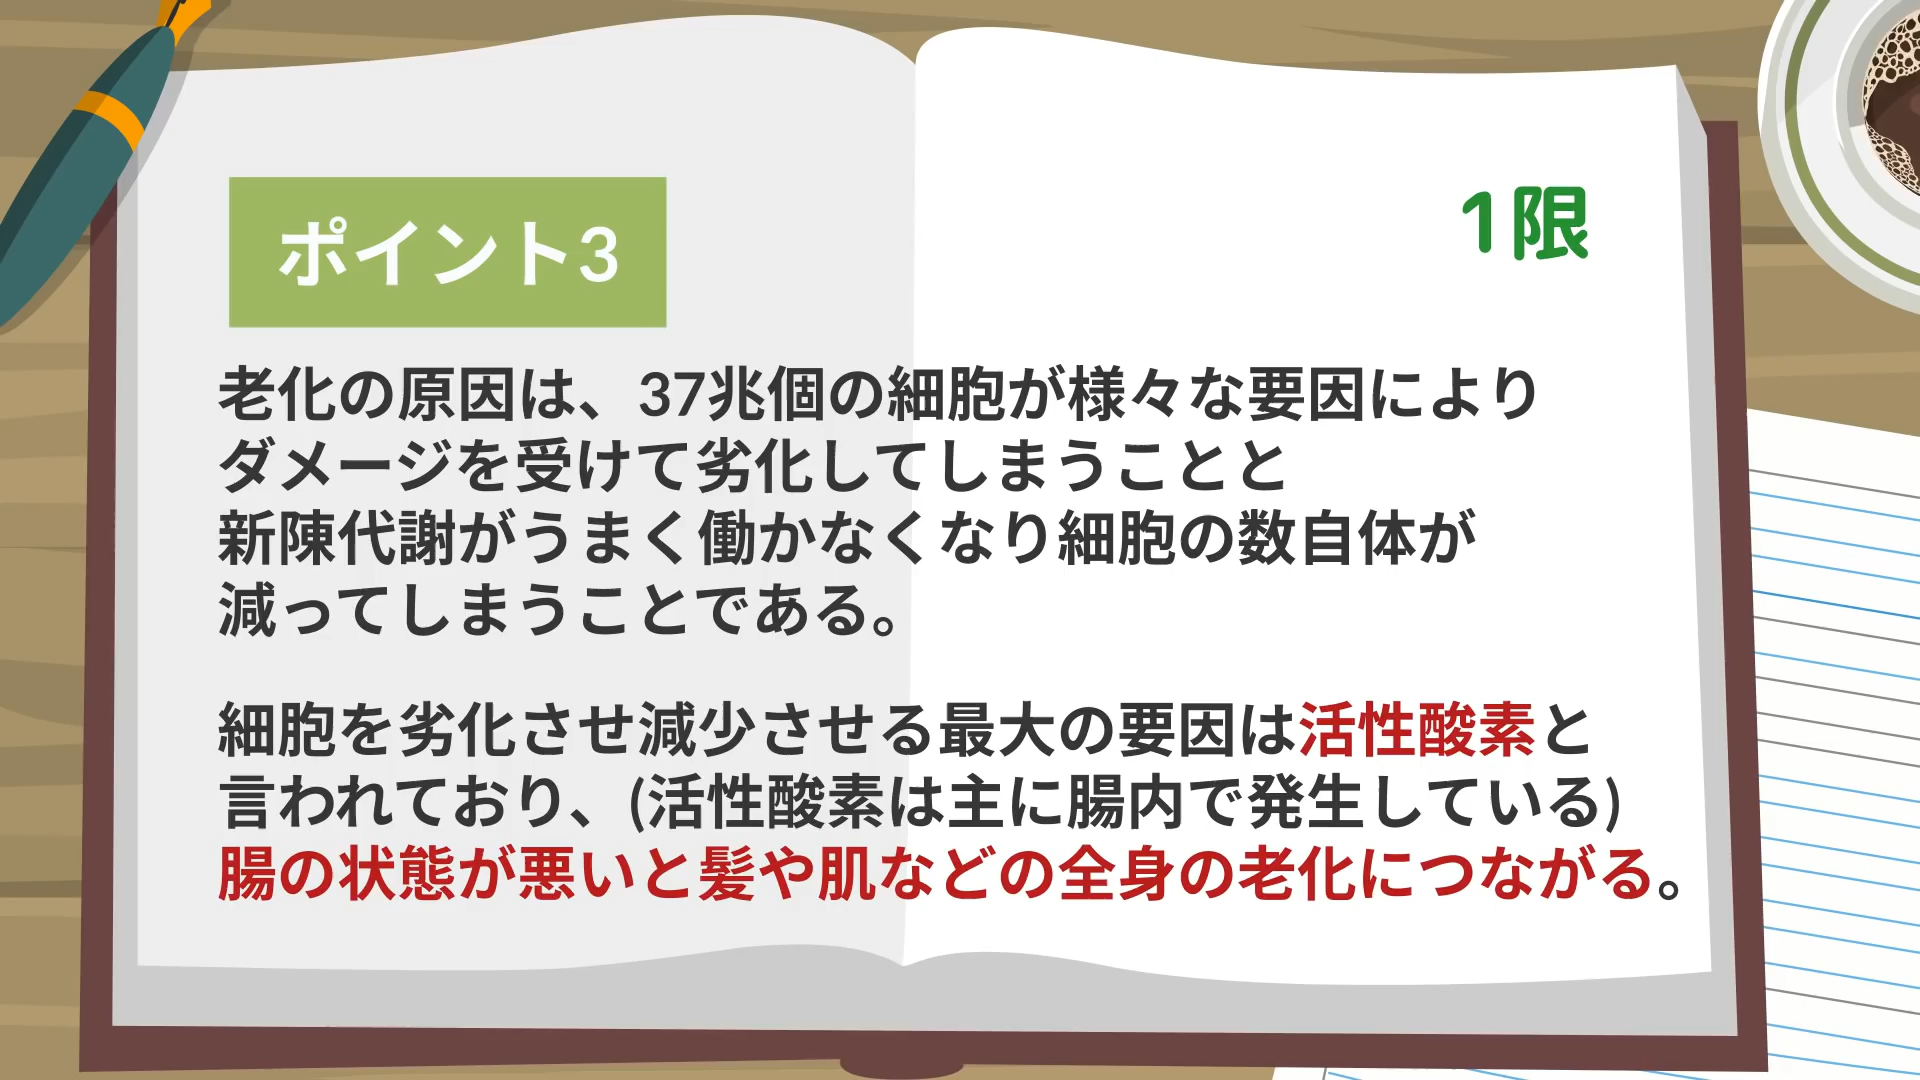 ポイント3
1限
老化の原因は、37兆個の細胞が様々な要因により
ダメージを受けて劣化してしまうことと
新陳代謝がうまく働かなくなり細胞の数自体が
減ってしまうことである。
細胞を劣化させ減少させる最大の要因は活性酸素と
言われており、(活性酸素は主に腸内で発生している)
腸の状態が悪いと髪や肌などの全身の老化につながる。